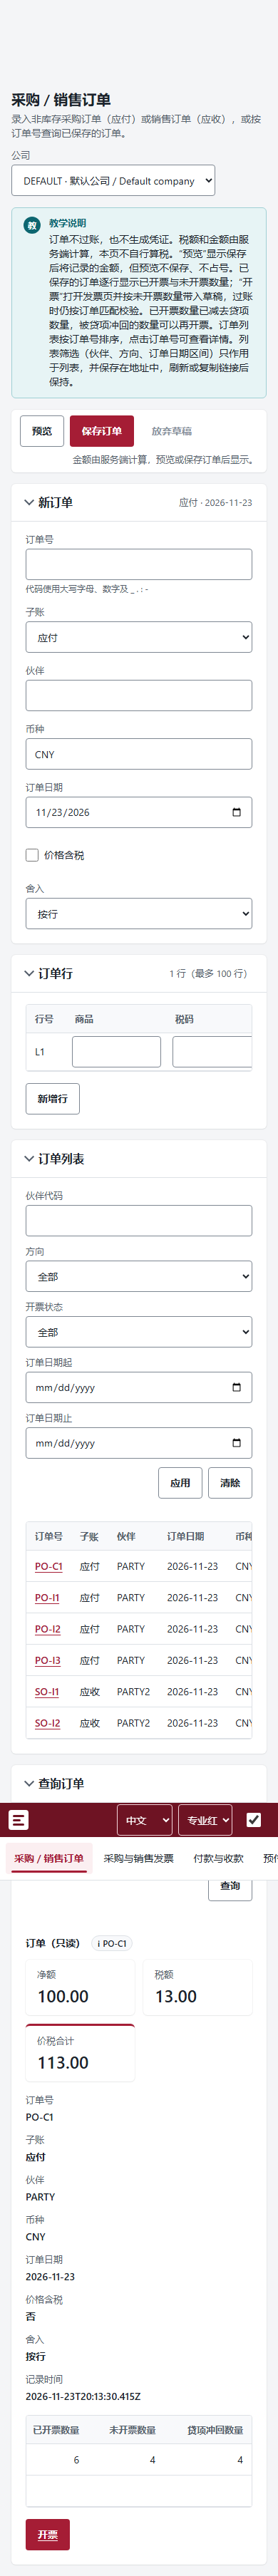 采购 / 销售订单
录入非库存采购订单（应付）或销售订单（应收），或按
订单号查询已保存的订单。
公司
DEFAULT · 默认公司 / Default company
教
教学说明
订单不过账，也不生成凭证。税额和金额由服
务端计算，本页不自行算税。“预览”显示保存
后将记录的金额，但预览不保存、不占号。已
保存的订单逐行显示已开票与未开票数量；“开
票”打开发票页并按未开票数量带入草稿，过账
时仍按订单匹配校验。已开票数量已减去贷项
数量，被贷项冲回的数量可以再开票。订单列
表按订单号排序，点击订单号可查看详情。列
表筛选（伙伴、方向、订单日期区间）只作用
于列表，并保存在地址中，刷新或复制链接后
保持。
预览
保存订单
放弃草稿
金额由服务端计算，预览或保存订单后显示。
新订单
应付 · 2026-11-23
订单号
代码使用大写字母、数字及 _ . : -
子账
应付
伙伴
币种
CNY
订单日期
11/23/2026
价格含税
舍入
按行
订单行
1 行（最多 100 行）
行号 商品 税码
L1
新增行
订单列表
伙伴代码
方向
全部
开票状态
全部
订单日期起
mm/dd/yyyy
订单日期止
mm/dd/yyyy
应用 清除
订单号 子账 伙伴 订单日期 币种
PO-C1 应付 PARTY 2026-11-23 CNY
PO-I1 应付 PARTY 2026-11-23 CNY
PO-I2 应付 PARTY 2026-11-23 CNY
PO-I3 应付 PARTY 2026-11-23 CNY
SO-I1 应收 PARTY2 2026-11-23 CNY
SO-I2 应收 PARTY2 2026-11-23 CNY
查询订单
中文 专业红
采购 / 销售订单 采购与销售发票 付款与收款
查询
订单（只读） i PO-C1
净额
100.00
税额
13.00
价税合计
113.00
订单号
PO-C1
子账
应付
伙伴
PARTY
币种
CNY
订单日期
2026-11-23
价格含税
否
舍入
按行
记录时间
2026-11-23T20:13:30.415Z
已开票数量 未开票数量 贷项冲回数量
6 4 4
开票